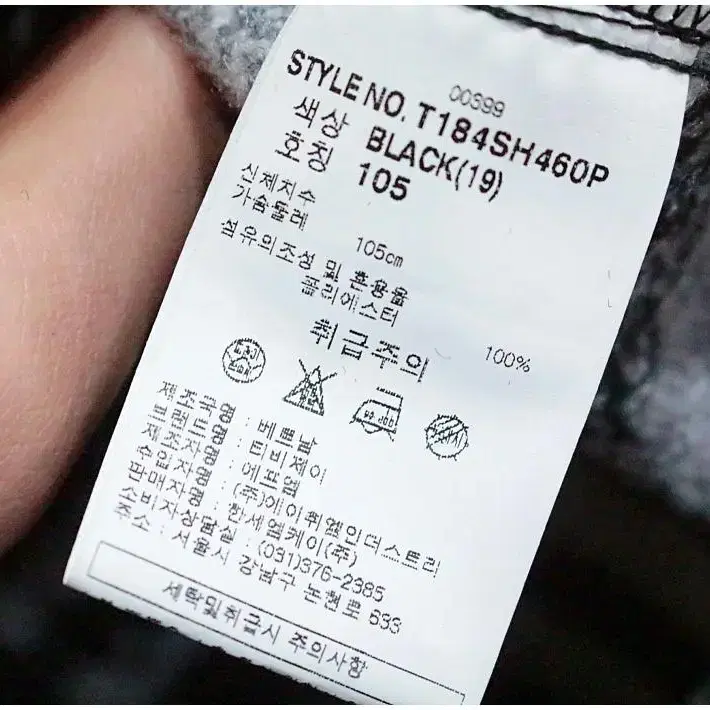 00399
STYLE NO. T184SH460P
색상 BLACK(19)
호칭 105
신체치수
가슴둘레 105cm
섬유의조성 및 혼용율
폴리에스터 100%
취급주의
제조국명 : 베트남
브랜드명 : 티비제이
제조자명 : 에포엠
수입자명 : (주)에이취엠인더스트리
판매자명 : 한세엠케이(주)
소비자상담실 : (031)376-2385
주소 : 서울시 강남구 논현로 633
세탁및취급시 주의사항